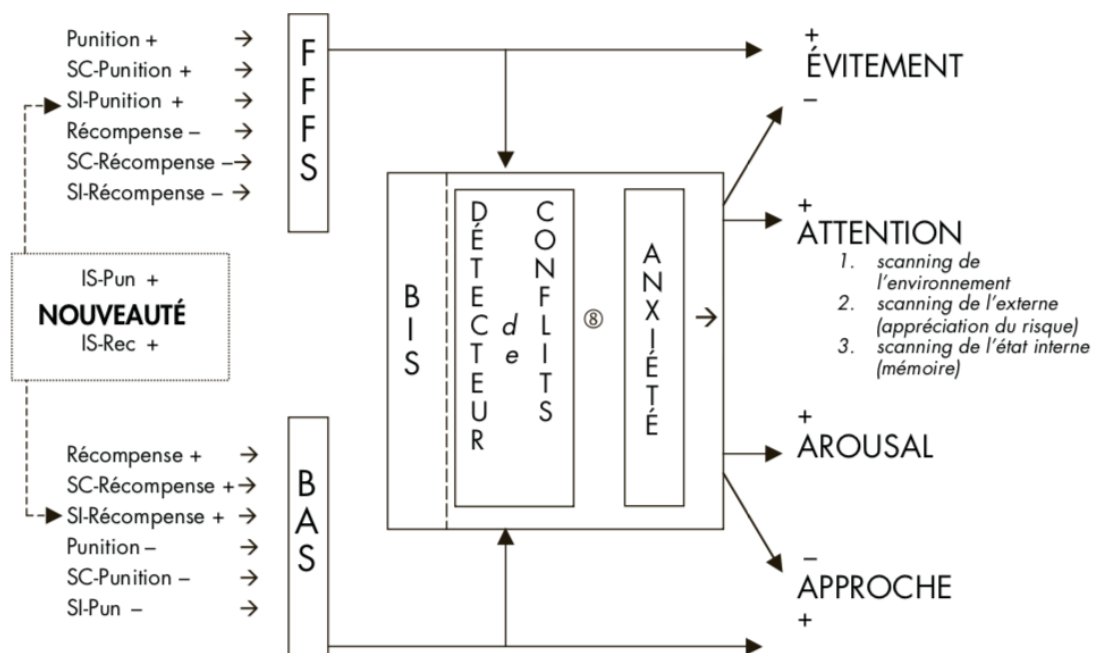 Punition + →
SC-Punition + →
SI-Punition + →
Récompense – →
SC-Récompense – →
SI-Récompense – →
FFFS
IS-Pun +
NOUVEAUTÉ
IS-Rec +
Récompense + →
SC-Récompense + →
SI-Récompense + →
Punition – →
SC-Punition – →
SI-Pun – →
BAS
BIS
DÉTECTEUR
de
CONFLITS
⑧
ANXIÉTÉ
→
+
ÉVITEMENT
–
+
ATTENTION
1. scanning de
l'environnement
2. scanning de l'externe
(appréciation du risque)
3. scanning de l'état interne
(mémoire)
+
AROUSAL
–
APPROCHE
+